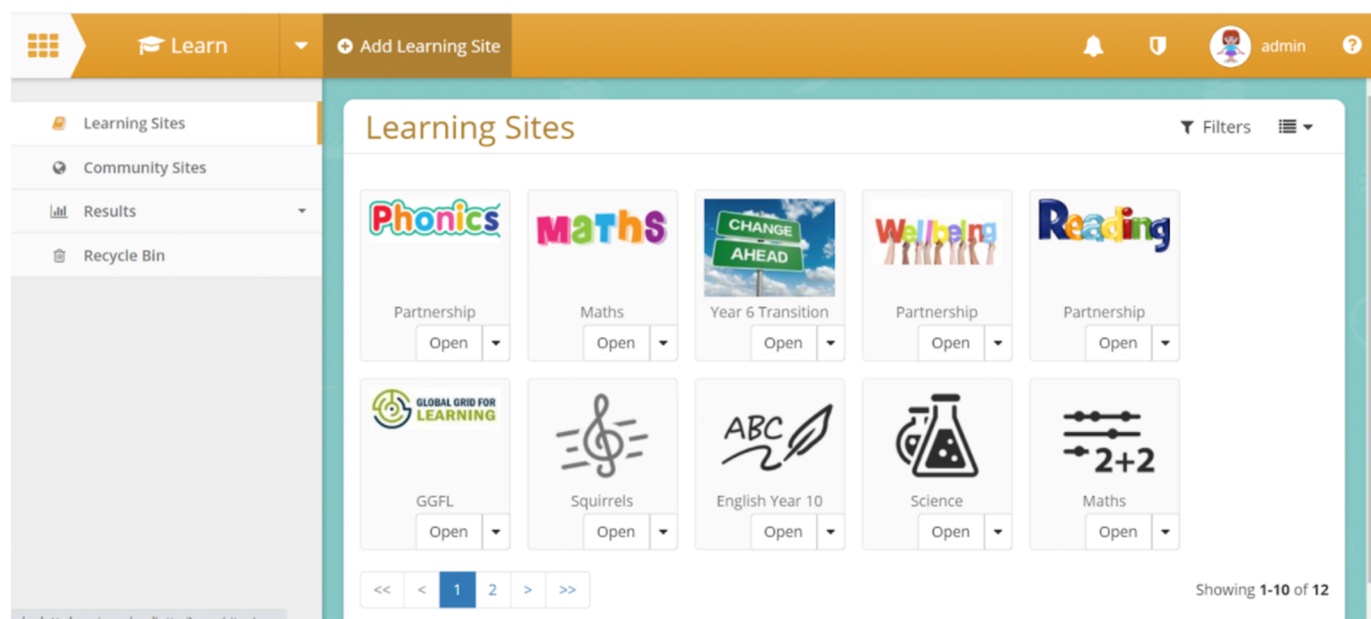 Learn
Add Learning Site
admin
Learning Sites
Community Sites
Results
Recycle Bin
Learning Sites
Filters
Phonics
Maths
CHANGE
AHEAD
Wellbeing
Reading
Partnership
Maths
Year 6 Transition
Partnership
Partnership
Open
Open
Open
Open
Open
GLOBAL GRID FOR
LEARNING
ABC
2+2
GGFL
Squirrels
English Year 10
Science
Maths
Open
Open
Open
Open
Open
<< < 1 2 > >>
Showing 1-10 of 12